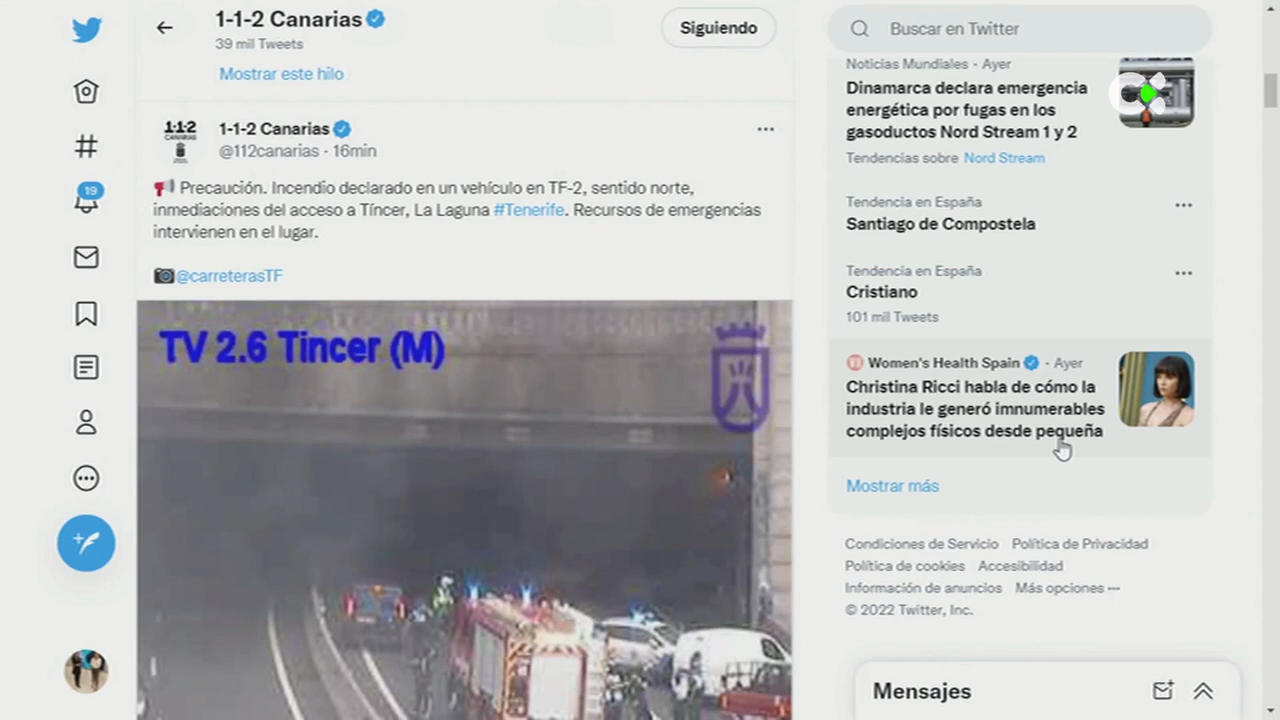 1-1-2 Canarias
39 mil Tweets
Siguiendo
Mostrar este hilo
1·1·2
CANARIAS
1-1-2 Canarias
@112canarias · 16min
Precaución. Incendio declarado en un vehículo en TF-2, sentido norte,
inmediaciones del acceso a Tíncer, La Laguna #Tenerife. Recursos de emergencias
intervienen en el lugar.
@carreterasTF
TV 2.6 Tincer (M)
19
Buscar en Twitter
Noticias Mundiales · Ayer
Dinamarca declara emergencia
energética por fugas en los
gasoductos Nord Stream 1 y 2
Tendencias sobre Nord Stream
Tendencia en España
Santiago de Compostela
Tendencia en España
Cristiano
101 mil Tweets
Women's Health Spain · Ayer
Christina Ricci habla de cómo la
industria le generó imnumerables
complejos físicos desde pequeña
Mostrar más
Condiciones de Servicio Política de Privacidad
Política de cookies Accesibilidad
Información de anuncios Más opciones ···
© 2022 Twitter, Inc.
Mensajes